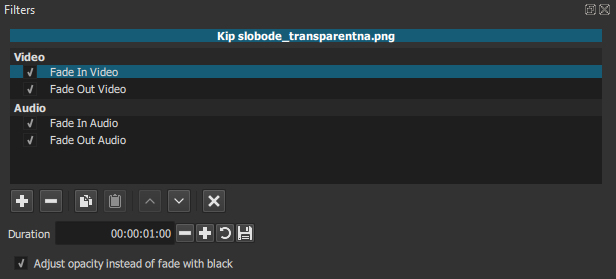 Filters
Kip slobode_transparentna.png
Video
Fade In Video
Fade Out Video
Audio
Fade In Audio
Fade Out Audio
Duration 00:00:01:00
Adjust opacity instead of fade with black